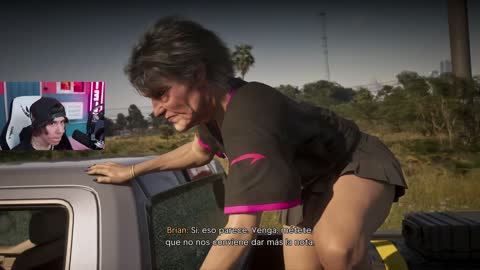 Brian: Sí, eso parece. Venga, métete
que no nos conviene dar más la nota.